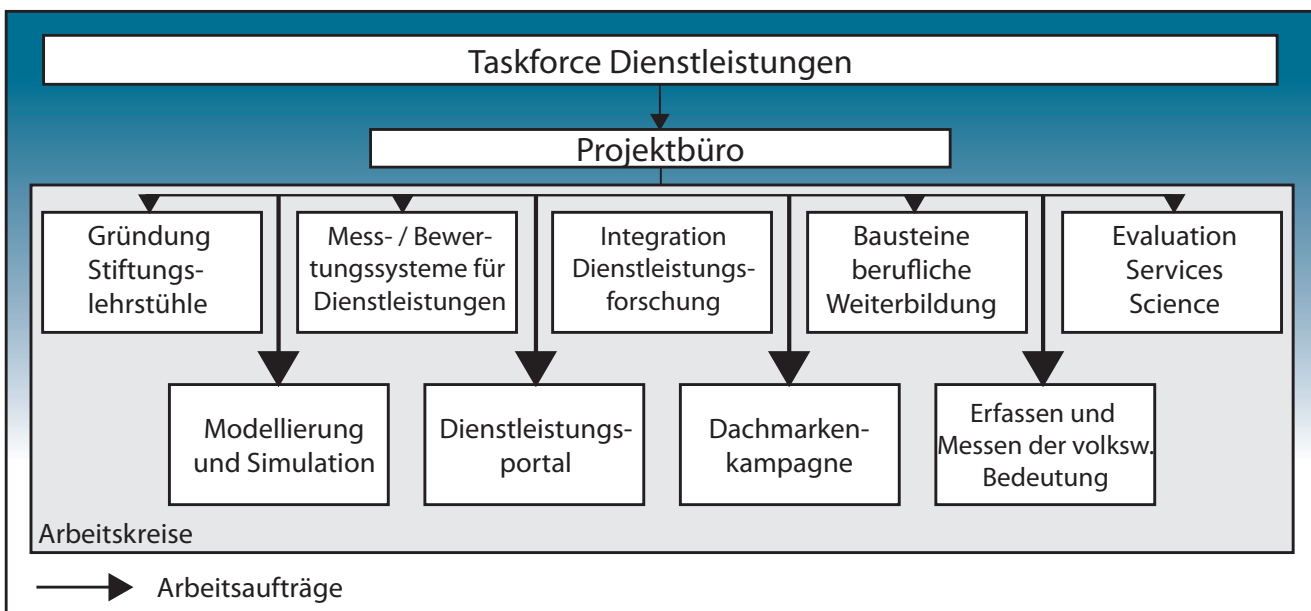 Taskforce Dienstleistungen
Projektbüro
Gründung
Stiftungs-
lehrstühle
Mess- / Bewer-
tungssysteme für
Dienstleistungen
Integration
Dienstleistungs-
forschung
Bausteine
berufliche
Weiterbildung
Evaluation
Services
Science
Modellierung
und Simulation
Dienstleistungs-
portal
Dachmarken-
kampagne
Erfassen und
Messen der volksw.
Bedeutung
Arbeitskreise
Arbeitsaufträge